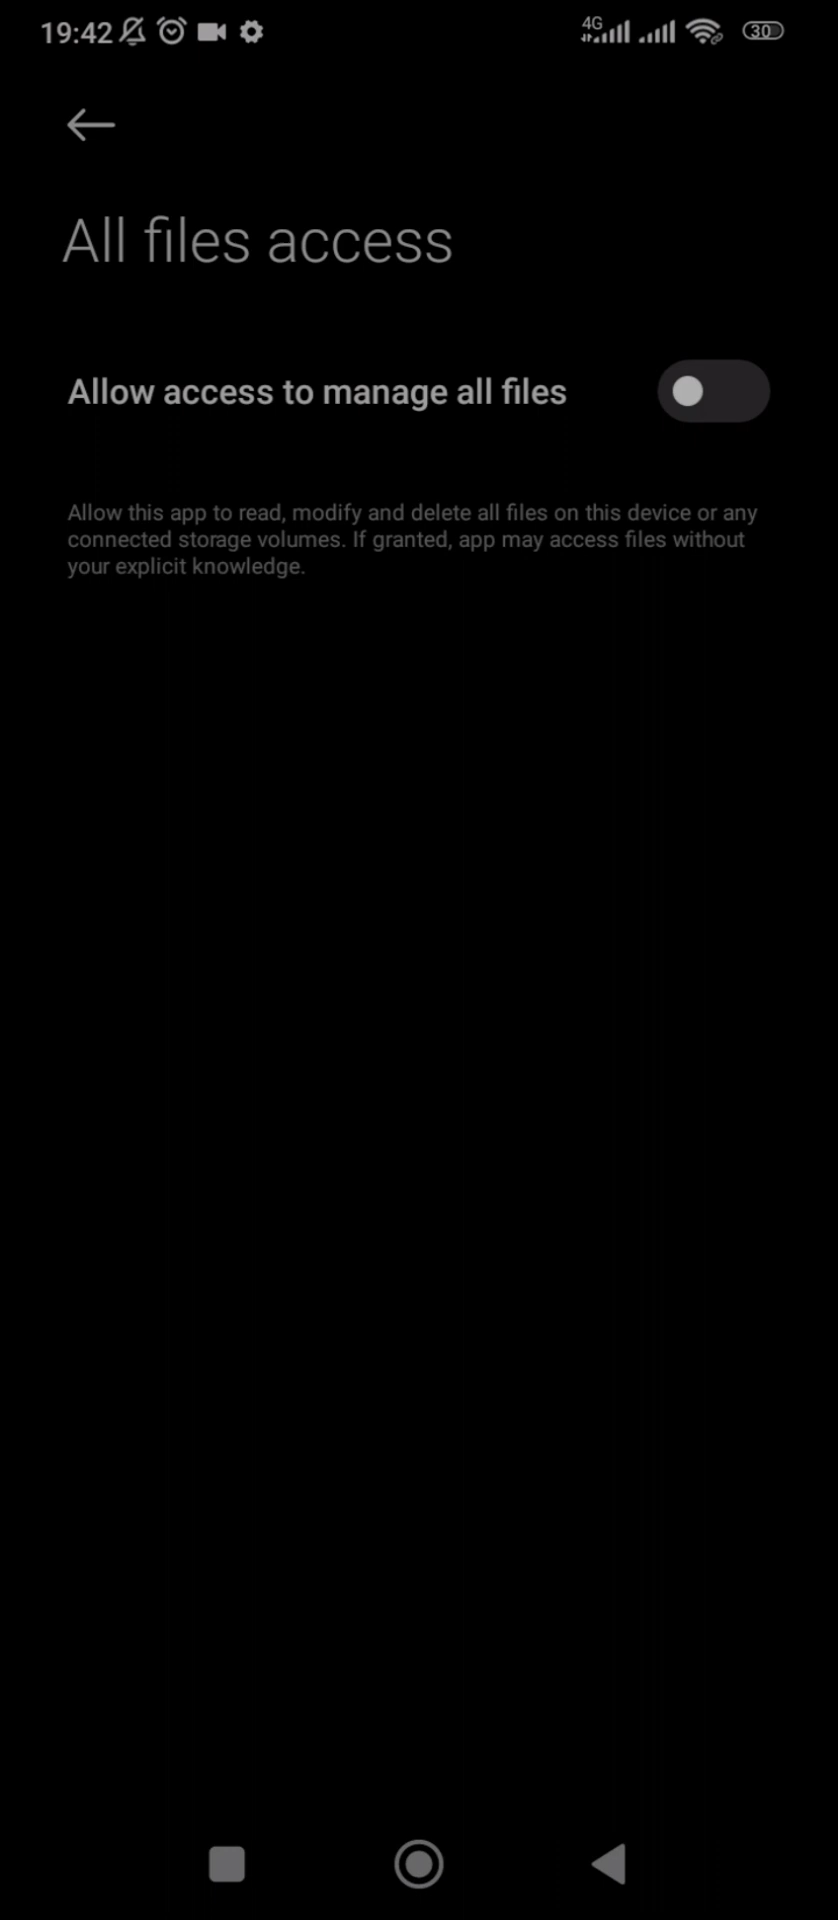 19:42 4G 30
All files access
Allow access to manage all files
Allow this app to read, modify and delete all files on this device or any
connected storage volumes. If granted, app may access files without
your explicit knowledge.